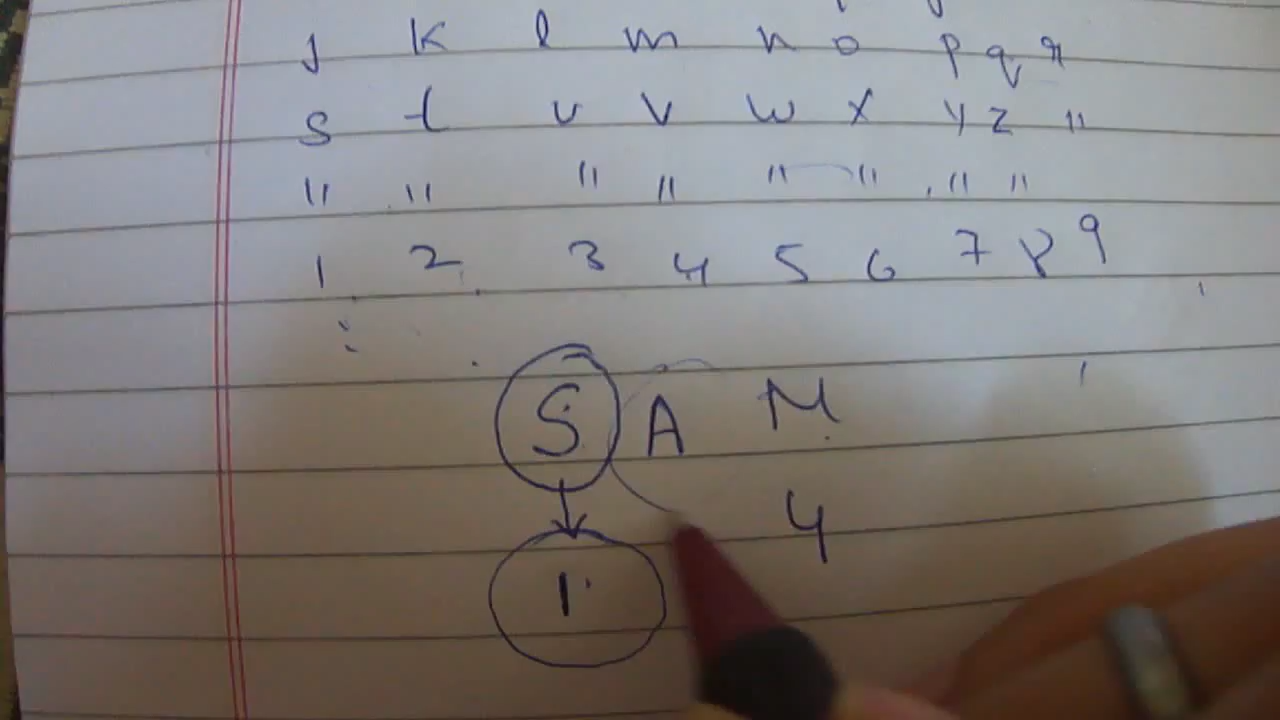 j k l m n o p q r
s t u v w x y z "
" " " " " " " "
1 2 3 4 5 6 7 8 9
S A M
1 4